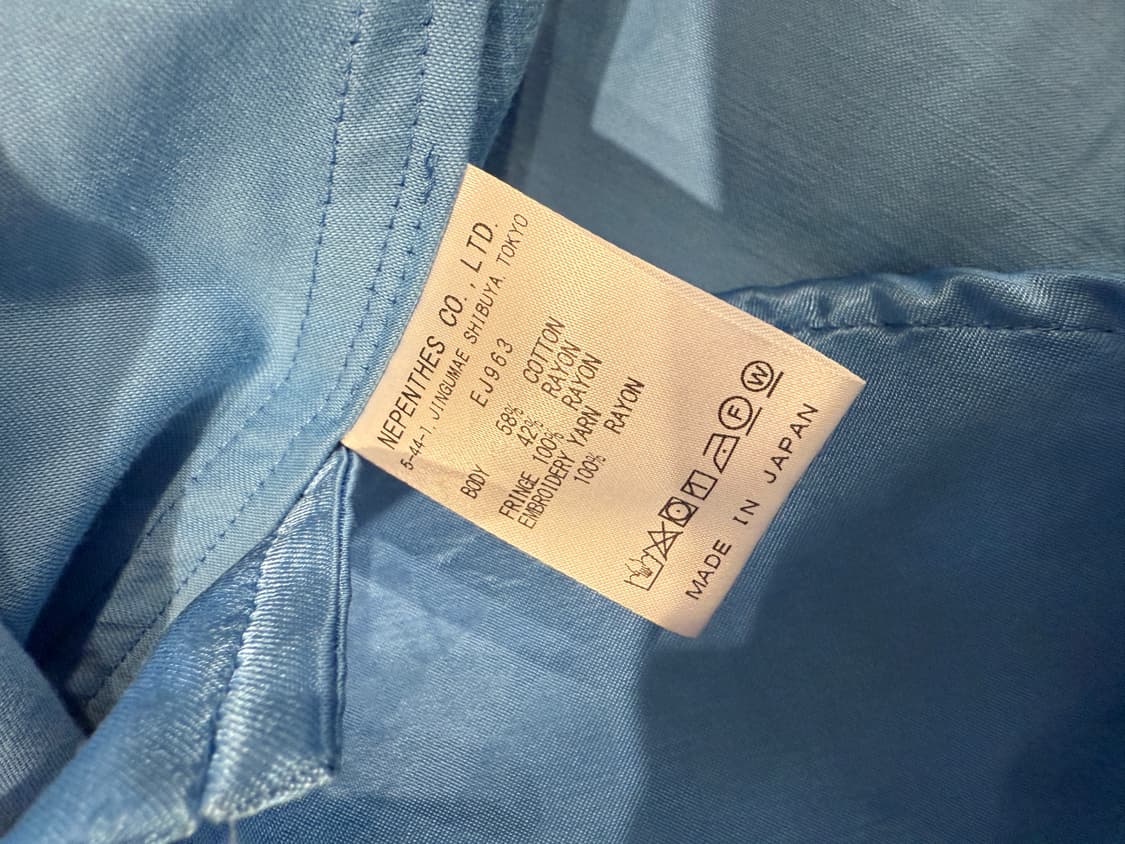 NEPENTHES CO., LTD.
5-44-1, JINGUMAE SHIBUYA, TOKYO
EJ963
BODY 58% COTTON
42% RAYON
FRINGE 100% RAYON
EMBROIDERY YARN
100% RAYON
F W
MADE IN JAPAN